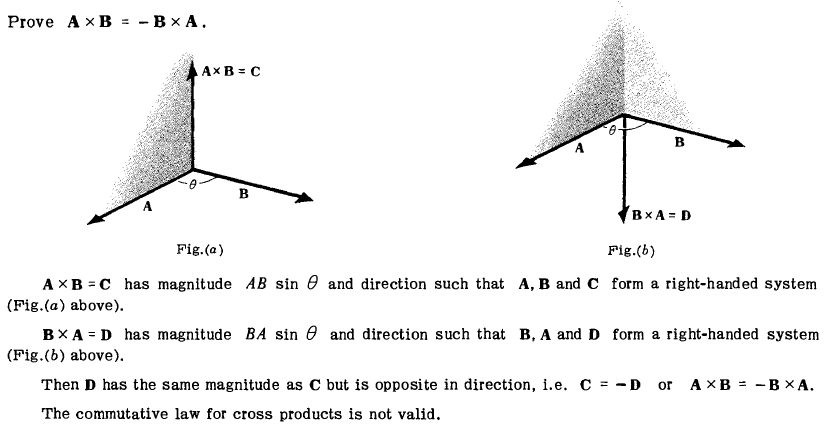 Prove A × B = − B × A.
A × B = C
θ
A
B
Fig.(a)
θ
A
B
B × A = D
Fig.(b)
A × B = C has magnitude AB sin θ and direction such that A, B and C form a right-handed system
(Fig.(a) above).
B × A = D has magnitude BA sin θ and direction such that B, A and D form a right-handed system
(Fig.(b) above).
Then D has the same magnitude as C but is opposite in direction, i.e. C = − D or A × B = − B × A.
The commutative law for cross products is not valid.